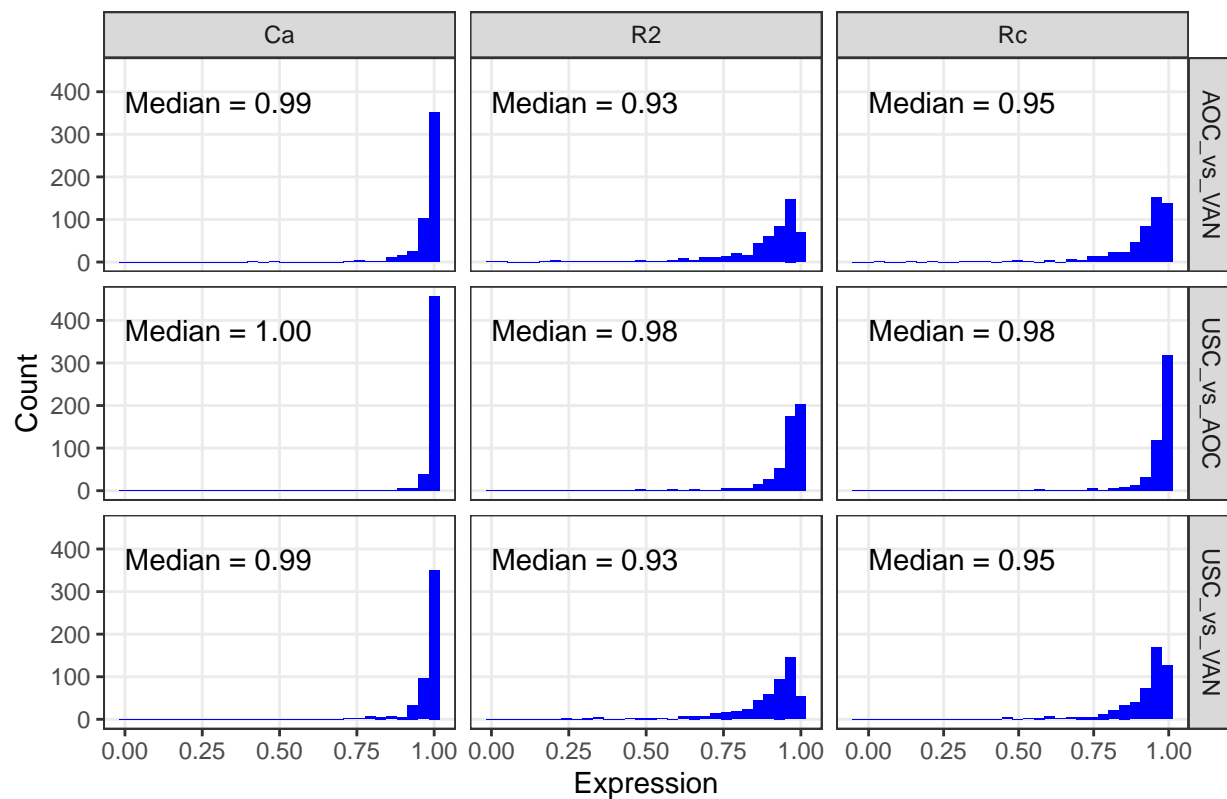 Ca R2 Rc
400 Median = 0.99 Median = 0.93 Median = 0.95
300
200
100
0
AOC_vs_VAN
400 Median = 1.00 Median = 0.98 Median = 0.98
300
200
100
0
USC_vs_AOC
400 Median = 0.99 Median = 0.93 Median = 0.95
300
200
100
0
USC_vs_VAN
Count
0.00 0.25 0.50 0.75 1.00 0.00 0.25 0.50 0.75 1.00 0.00 0.25 0.50 0.75 1.00
Expression